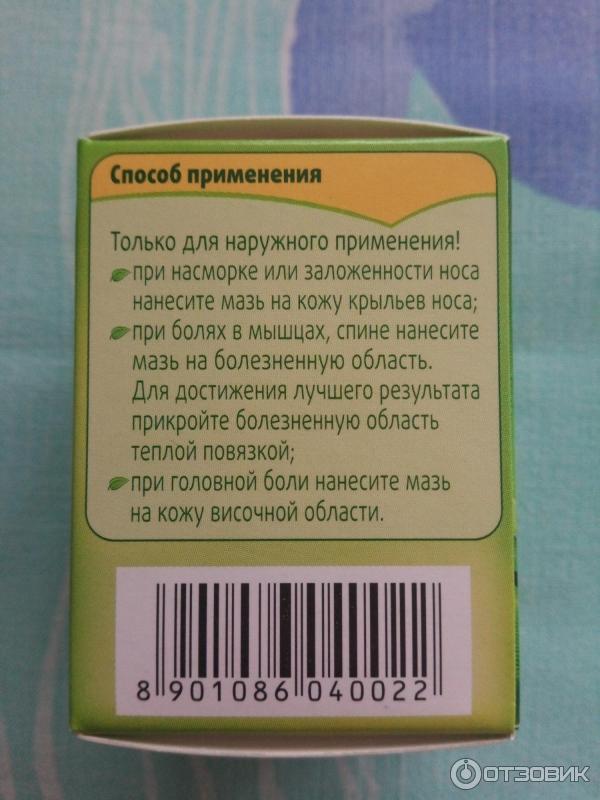 Способ применения
Только для наружного применения!
при насморке или заложенности носа
нанесите мазь на кожу крыльев носа;
при болях в мышцах, спине нанесите
мазь на болезненную область.
Для достижения лучшего результата
прикройте болезненную область
теплой повязкой;
при головной боли нанесите мазь
на кожу височной области.
8 901086 040022
ОТЗОВИК